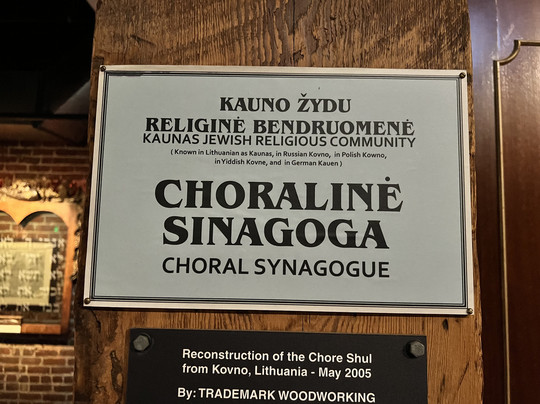 KAUNO ŽYDU
RELIGINĖ BENDRUOMENĖ
KAUNAS JEWISH RELIGIOUS COMMUNITY
( Known in Lithuanian as Kaunas, in Russian Kovno, in Polish Kowno,
in Yiddish Kovne, and in German Kauen )
CHORALINĖ
SINAGOGA
CHORAL SYNAGOGUE
Reconstruction of the Chore Shul
from Kovno, Lithuania - May 2005
By: TRADEMARK WOODWORKING